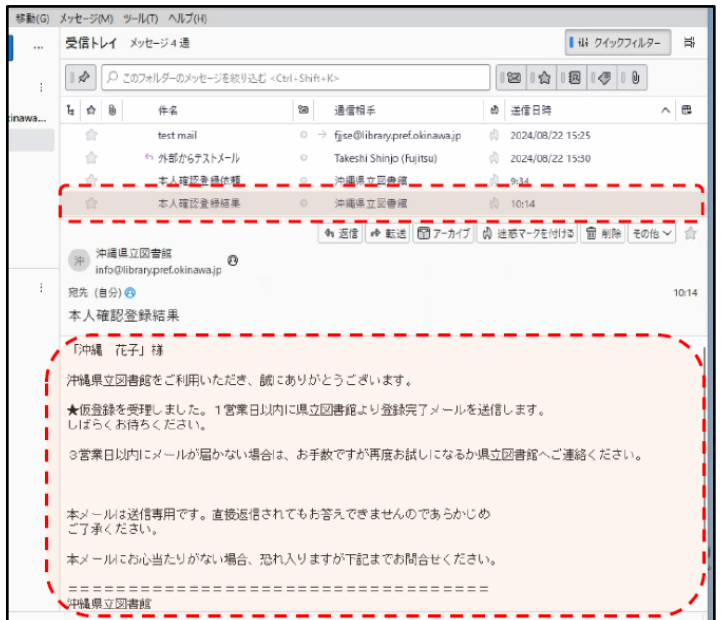 移動(G) メッセージ(M) ツール(T) ヘルプ(H)
... 受信トレイ メッセージ 4 通 クイックフィルター
このフォルダーのメッセージを絞り込む <Ctrl+Shift+K>
inawa...
件名 通信相手 送信日時
test mail → fjise@library.pref.okinawa.jp 2024/08/22 15:25
外部からテストメール Takeshi Shinjo (Fujitsu) 2024/08/22 15:30
本人確認登録依頼 沖縄県立図書館 9:34
本人確認登録結果 沖縄県立図書館 10:14
返信 転送 アーカイブ 迷惑マークを付ける 削除 その他
沖 沖縄県立図書館
info@library.pref.okinawa.jp
宛先 (自分) 10:14
本人確認登録結果
「沖縄 花子」様
沖縄県立図書館をご利用いただき、誠にありがとうございます。
★仮登録を受理しました。1営業日以内に県立図書館より登録完了メールを送信します。
しばらくお待ちください。
3営業日以内にメールが届かない場合は、お手数ですが再度お試しになるか県立図書館へご連絡ください。
本メールは送信専用です。直接返信されてもお答えできませんのであらかじめ
ご了承ください。
本メールにお心当たりがない場合、恐れ入りますが下記までお問合せください。
===================================
沖縄県立図書館